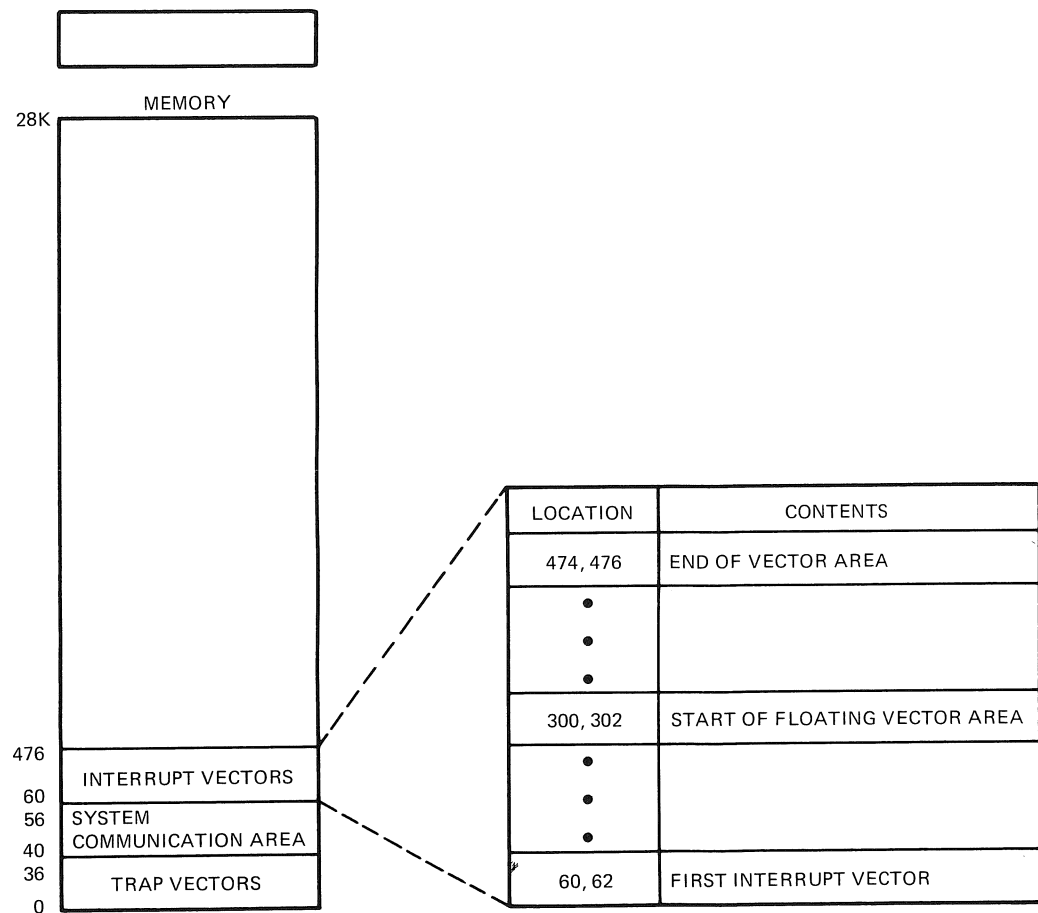 MEMORY
28K
476
INTERRUPT VECTORS
60
56
SYSTEM
COMMUNICATION AREA
40
36
TRAP VECTORS
0
LOCATION CONTENTS
474, 476 END OF VECTOR AREA
300, 302 START OF FLOATING VECTOR AREA
60, 62 FIRST INTERRUPT VECTOR